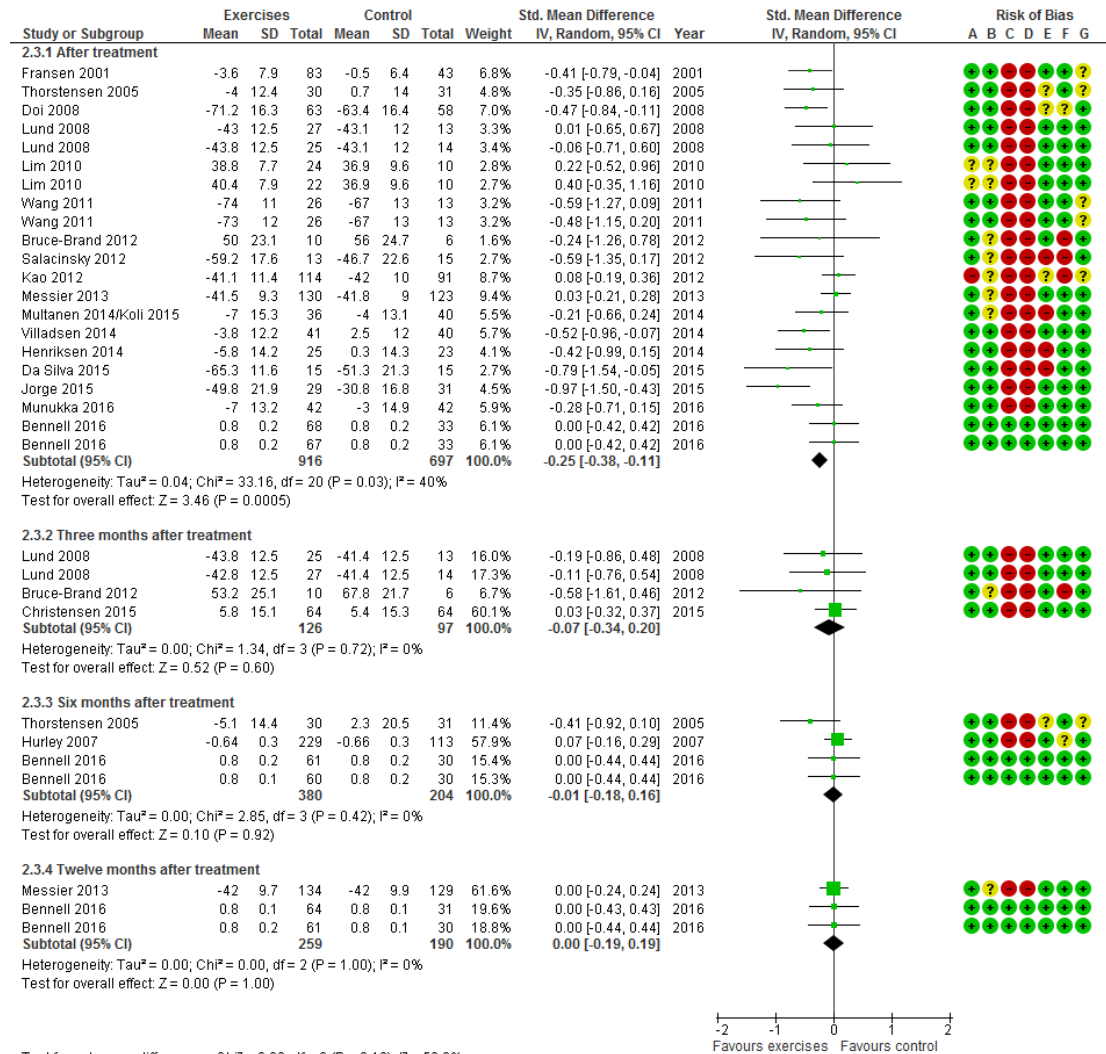 Exercises Control Std. Mean Difference Std. Mean Difference Risk of Bias
Study or Subgroup Mean SD Total Mean SD Total Weight IV, Random, 95% CI Year IV, Random, 95% CI A B C D E F G
2.3.1 After treatment
Fransen 2001 -3.6 7.9 83 -0.5 6.4 43 6.8% -0.41 [-0.79, -0.04] 2001 + + - - + + ?
Thorstensen 2005 -4 12.4 30 0.7 14 31 4.8% -0.35 [-0.86, 0.16] 2005 + + - - ? + ?
Doi 2008 -71.2 16.3 63 -63.4 16.4 58 7.0% -0.47 [-0.84, -0.11] 2008 + + - - ? ? +
Lund 2008 -43 12.5 27 -43.1 12 13 3.4% 0.01 [-0.65, 0.67] 2008 + + - - + + +
Lund 2008 -43.8 12.5 25 -43.1 12 14 3.4% -0.06 [-0.71, 0.60] 2008 + + - - + + +
Lim 2010 38.8 7.7 24 36.9 9.6 10 2.8% 0.22 [-0.52, 0.96] 2010 ? ? - - + + +
Lim 2010 40.4 7.9 22 36.9 9.6 10 2.7% 0.40 [-0.35, 1.16] 2010 ? ? - - + + +
Wang 2011 -74 11 26 -67 13 13 3.2% -0.59 [-1.27, 0.09] 2011 + + - - + + ?
Wang 2011 -73 12 26 -67 13 13 3.2% -0.48 [-1.15, 0.20] 2011 + + - - + + ?
Bruce-Brand 2012 50 23.1 10 56 24.7 6 1.6% -0.24 [-1.26, 0.78] 2012 + ? - - + - +
Salacinsky 2012 -59.2 17.6 13 -46.7 22.6 15 2.7% -0.59 [-1.35, 0.17] 2012 + ? - - - - +
Kao 2012 -41.1 11.4 114 -42 10 91 8.7% 0.08 [-0.19, 0.36] 2012 - ? - - ? - ?
Messier 2013 -41.5 9.3 130 -41.8 9 123 9.4% 0.03 [-0.21, 0.28] 2013 + ? - - + + +
Multanen 2014/Koli 2015 -7 15.3 36 -4 13.1 40 5.6% -0.21 [-0.66, 0.24] 2014 + ? - - - + +
Villadsen 2014 -3.8 12.2 41 2.5 12 40 5.7% -0.52 [-0.96, -0.07] 2014 + + - - + + +
Henriksen 2014 -5.8 14.2 25 0.3 14.3 23 4.1% -0.42 [-0.99, 0.15] 2014 + + - - - + +
Da Silva 2015 -65.3 11.6 15 -51.3 21.3 15 2.8% -0.79 [-1.54, -0.05] 2015 + + - - - + +
Jorge 2015 -49.8 21.9 29 -30.8 16.8 31 4.5% -0.97 [-1.50, -0.43] 2015 + + - - + + +
Munukka 2016 -7 13.2 42 -3 14.9 42 5.9% -0.28 [-0.71, 0.15] 2016 + + - - + + +
Bennell 2016 0.8 0.2 68 0.8 0.2 33 6.1% 0.00 [-0.42, 0.42] 2016 + + + + + + +
Bennell 2016 0.8 0.2 67 0.8 0.2 33 6.1% 0.00 [-0.42, 0.42] 2016 + + + + + + +
Subtotal (95% CI) 916 697 100.0% -0.25 [-0.38, -0.11]
Heterogeneity: Tau² = 0.04; Chi² = 33.16, df = 20 (P = 0.03); I² = 40%
Test for overall effect: Z = 3.46 (P = 0.0005)
2.3.2 Three months after treatment
Lund 2008 -43.8 12.5 25 -41.4 12.5 13 16.0% -0.19 [-0.86, 0.48] 2008 + + - - + + +
Lund 2008 -42.8 12.5 27 -41.4 12.5 14 17.3% -0.11 [-0.76, 0.54] 2008 + + - - + + +
Bruce-Brand 2012 53.2 25.1 10 67.8 21.7 6 6.7% -0.58 [-1.61, 0.46] 2012 + ? - - + - +
Christensen 2015 5.8 15.1 64 5.4 15.3 64 60.1% 0.03 [-0.32, 0.37] 2015 + + - - + + +
Subtotal (95% CI) 126 97 100.0% -0.07 [-0.34, 0.20]
Heterogeneity: Tau² = 0.00; Chi² = 1.34, df = 3 (P = 0.72); I² = 0%
Test for overall effect: Z = 0.52 (P = 0.60)
2.3.3 Six months after treatment
Thorstensen 2005 -5.1 14.4 30 2.3 20.5 31 11.4% -0.41 [-0.92, 0.10] 2005 + + - - ? + ?
Hurley 2007 -0.64 0.3 229 -0.66 0.3 113 57.9% 0.07 [-0.16, 0.29] 2007 + + - - + ? +
Bennell 2016 0.8 0.2 61 0.8 0.2 30 15.4% 0.00 [-0.44, 0.44] 2016 + + + + + + +
Bennell 2016 0.8 0.1 60 0.8 0.2 30 15.3% 0.00 [-0.44, 0.44] 2016 + + + + + + +
Subtotal (95% CI) 380 204 100.0% -0.01 [-0.18, 0.16]
Heterogeneity: Tau² = 0.00; Chi² = 2.85, df = 3 (P = 0.42); I² = 0%
Test for overall effect: Z = 0.10 (P = 0.92)
2.3.4 Twelve months after treatment
Messier 2013 -42 9.7 134 -42 9.9 129 61.6% 0.00 [-0.24, 0.24] 2013 + ? - - + + +
Bennell 2016 0.8 0.1 64 0.8 0.1 31 19.6% 0.00 [-0.43, 0.43] 2016 + + + + + + +
Bennell 2016 0.8 0.2 61 0.8 0.1 30 18.8% 0.00 [-0.44, 0.44] 2016 + + + + + + +
Subtotal (95% CI) 259 190 100.0% 0.00 [-0.19, 0.19]
Heterogeneity: Tau² = 0.00; Chi² = 0.00, df = 2 (P = 1.00); I² = 0%
Test for overall effect: Z = 0.00 (P = 1.00)
-2 -1 0 1 2
Favours exercises Favours control